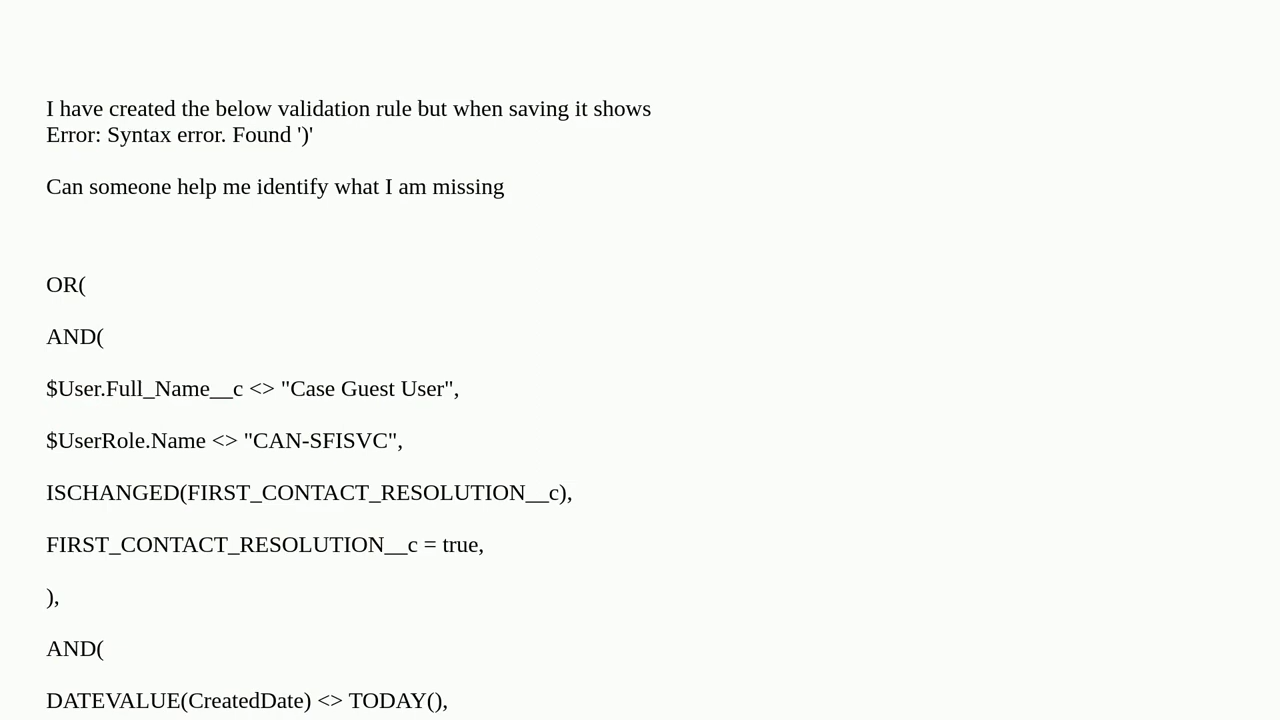 I have created the below validation rule but when saving it shows
Error: Syntax error. Found ')'
Can someone help me identify what I am missing
OR(
AND(
$User.Full_Name__c <> "Case Guest User",
$UserRole.Name <> "CAN-SFISVC",
ISCHANGED(FIRST_CONTACT_RESOLUTION__c),
FIRST_CONTACT_RESOLUTION__c = true,
),
AND(
DATEVALUE(CreatedDate) <> TODAY(),